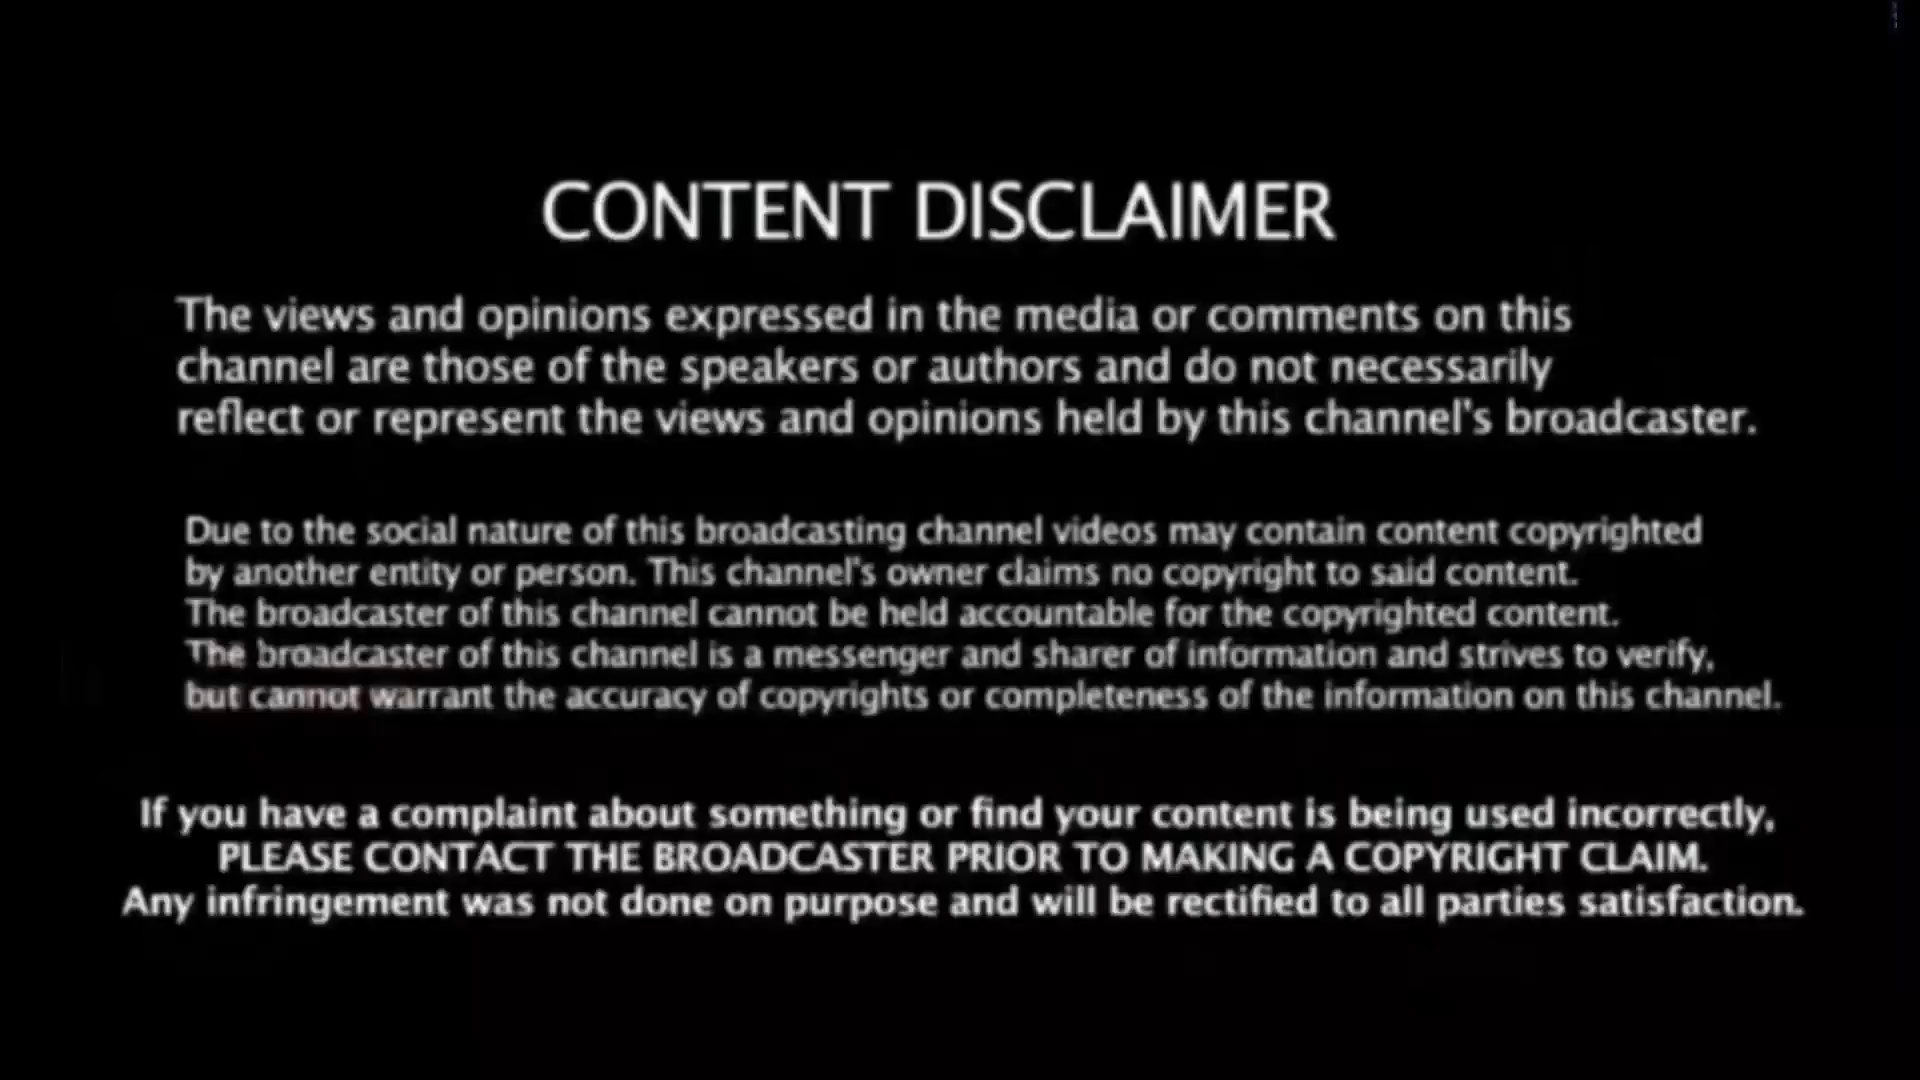 CONTENT DISCLAIMER
The views and opinions expressed in the media or comments on this
channel are those of the speakers or authors and do not necessarily
reflect or represent the views and opinions held by this channel's broadcaster.
Due to the social nature of this broadcasting channel videos may contain content copyrighted
by another entity or person. This channel's owner claims no copyright to said content.
The broadcaster of this channel cannot be held accountable for the copyrighted content.
The broadcaster of this channel is a messenger and sharer of information and strives to verify,
but cannot warrant the accuracy of copyrights or completeness of the information on this channel.
If you have a complaint about something or find your content is being used incorrectly,
PLEASE CONTACT THE BROADCASTER PRIOR TO MAKING A COPYRIGHT CLAIM.
Any infringement was not done on purpose and will be rectified to all parties satisfaction.